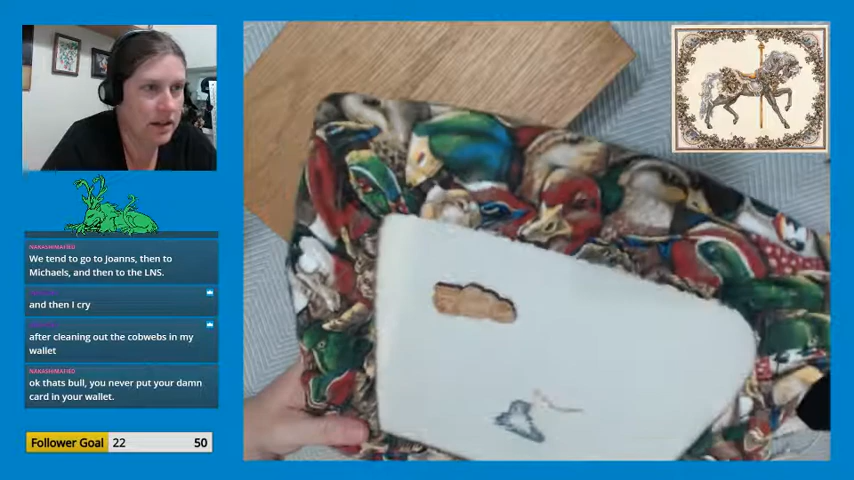 NAKASHIMATIED
We tend to go to Joanns, then to
Michaels, and then to the LNS.
and then I cry
after cleaning out the cobwebs in my
wallet
NAKASHIMATIED
ok thats bull, you never put your damn
card in your wallet.
Follower Goal 22 50